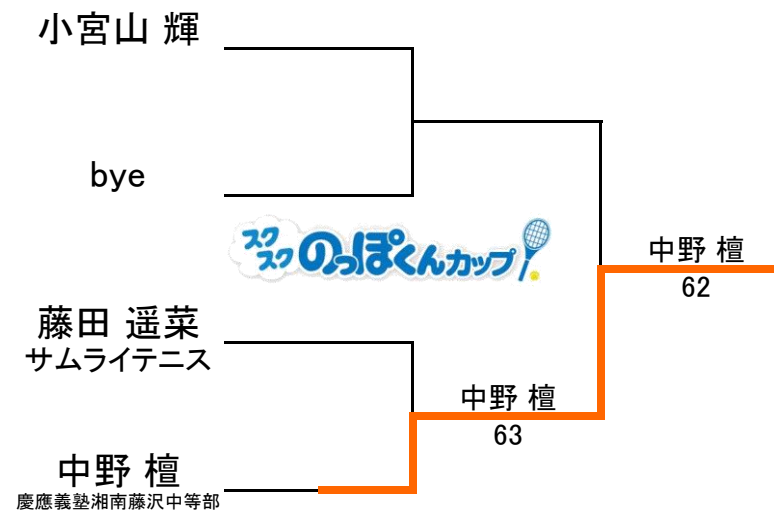 小宮山 輝
bye
スクスクのっぽくんカップ
中野 檀
62
藤田 遥菜
サムライテニス
中野 檀
63
中野 檀
慶應義塾湘南藤沢中等部